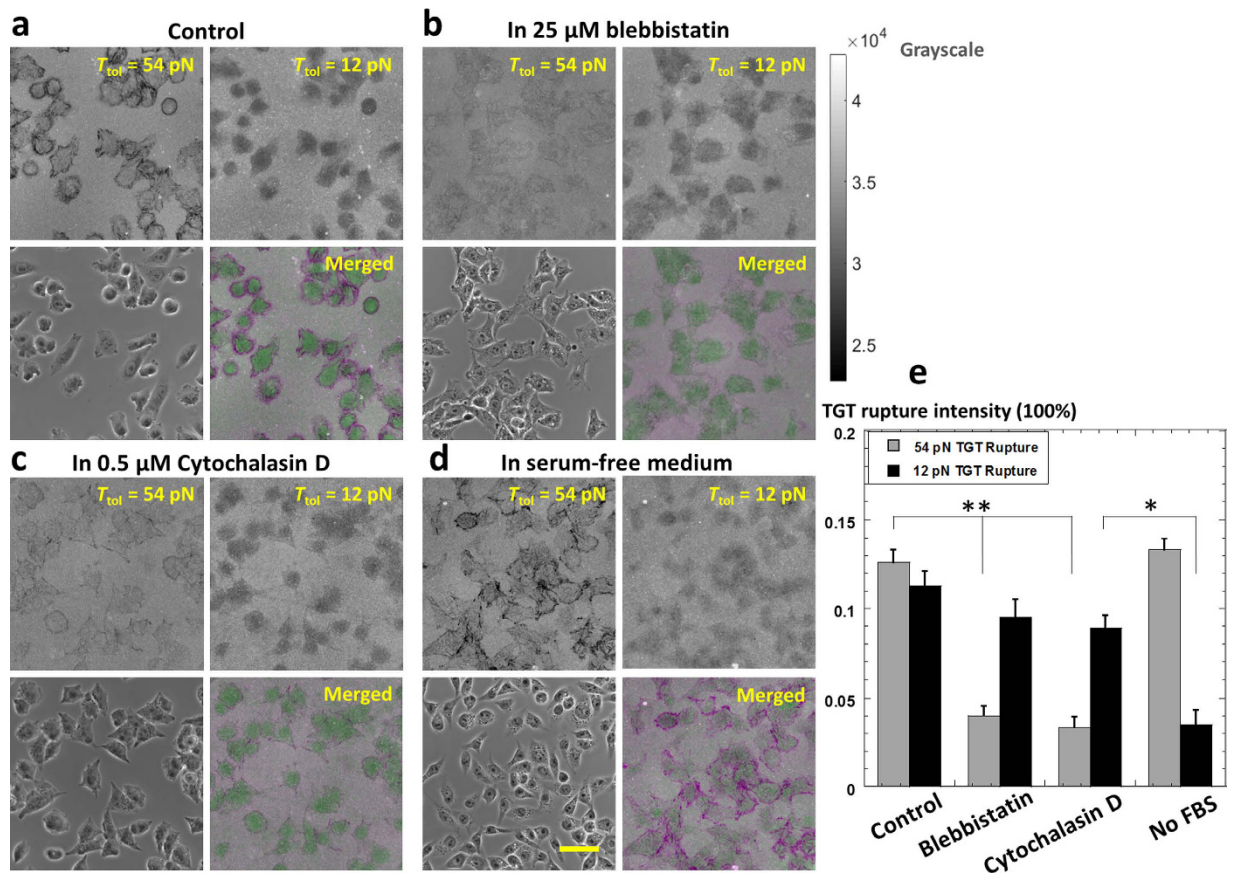 a
Control
T_tol = 54 pN
T_tol = 12 pN
Merged
b
In 25 µM blebbistatin
T_tol = 54 pN
T_tol = 12 pN
Merged
×10⁴
Grayscale
4
3.5
3
2.5
c
In 0.5 µM Cytochalasin D
T_tol = 54 pN
T_tol = 12 pN
Merged
d
In serum-free medium
T_tol = 54 pN
T_tol = 12 pN
Merged
e
TGT rupture intensity (100%)
0.2
0.15
0.1
0.05
0
54 pN TGT Rupture
12 pN TGT Rupture
**
*
Control
Blebbistatin
Cytochalasin D
No FBS